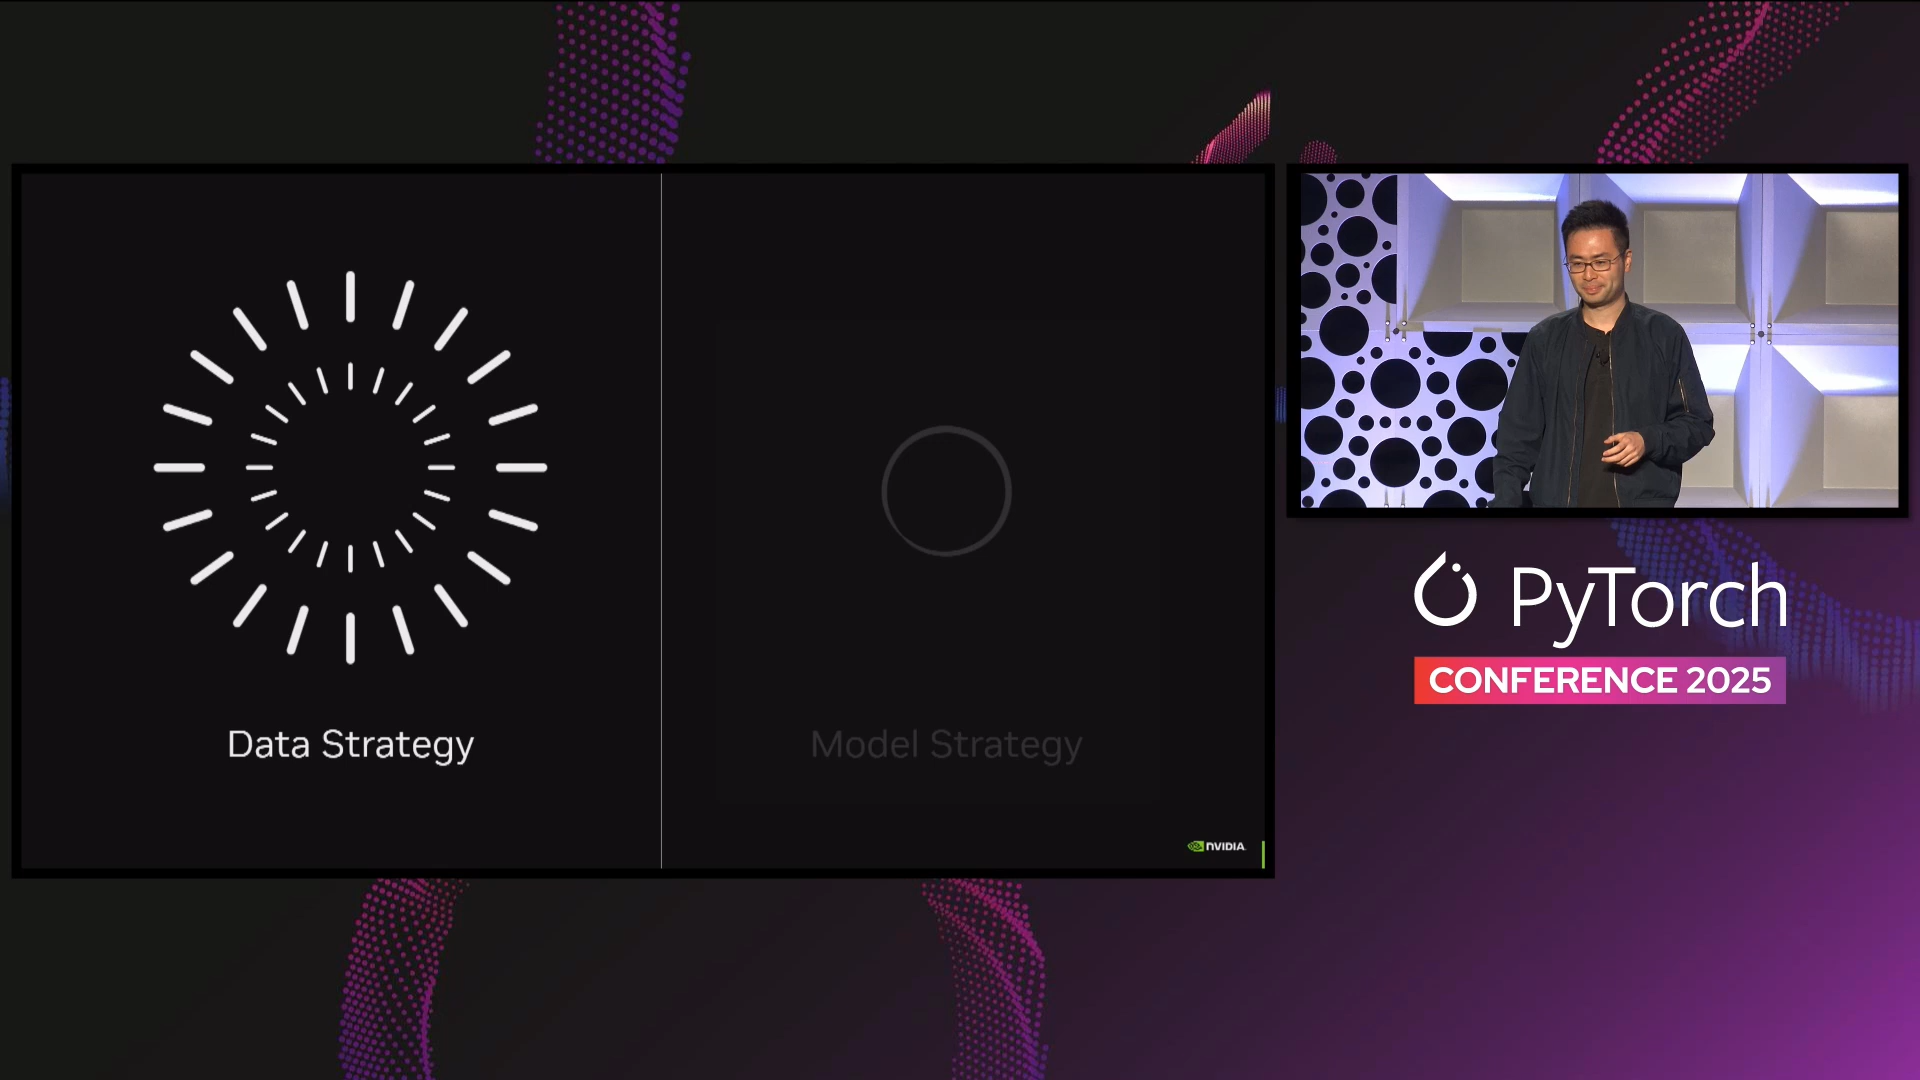 Data Strategy
Model Strategy
NVIDIA.
PyTorch
CONFERENCE 2025